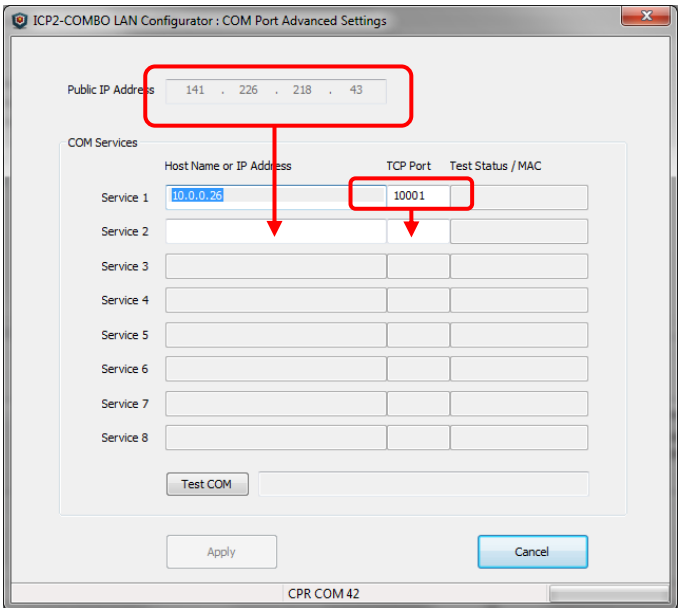 ICP2-COMBO LAN Configurator : COM Port Advanced Settings
Public IP Address 141 . 226 . 218 . 43
COM Services
Host Name or IP Address TCP Port Test Status / MAC
Service 1 10.0.0.26 10001
Service 2
Service 3
Service 4
Service 5
Service 6
Service 7
Service 8
Test COM
Apply Cancel
CPR COM 42